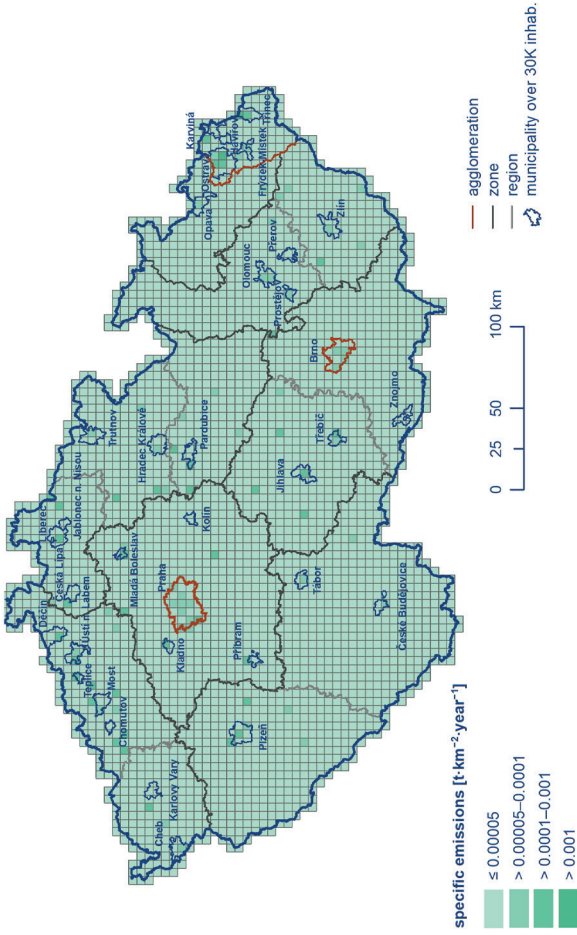 Karviná
Ostrava
Havířov
Třinec
Frýdek Místek
Opava
Olomouc
Přerov
Prostějov
Zlín
Brno
Znojmo
Třebíč
Jihlava
Trutnov
Hradec Králové
Pardubice
Jablonec n. Nisou
Liberec
Česká Lípa
Děčín
Ústí n. Labem
Teplice
Most
Chomutov
Mladá Boleslav
Kolín
Praha
Kladno
Příbram
Tábor
České Budějovice
Plzeň
Karlovy Vary
Cheb
agglomeration
zone
region
municipality over 30K inhab.
0 25 50 100 km
specific emissions [t·km⁻²·year⁻¹]
≤ 0.00005
> 0.00005–0.0001
> 0.0001–0.001
> 0.001